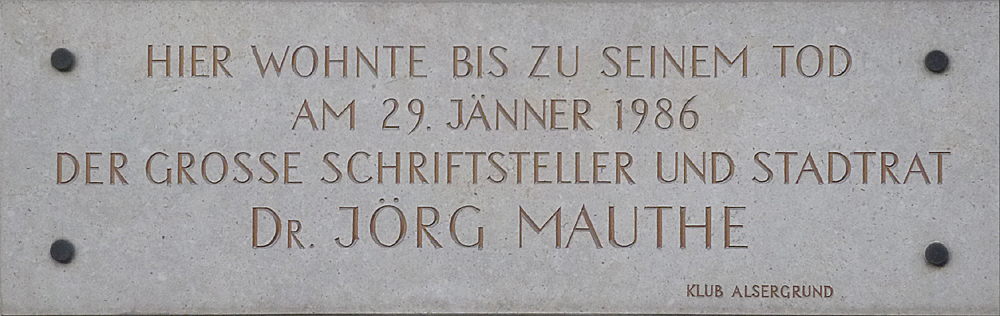 HIER WOHNTE BIS ZU SEINEM TOD
AM 29. JÄNNER 1986
DER GROSSE SCHRIFTSTELLER UND STADTRAT
DR. JÖRG MAUTHE
KLUB ALSERGRUND